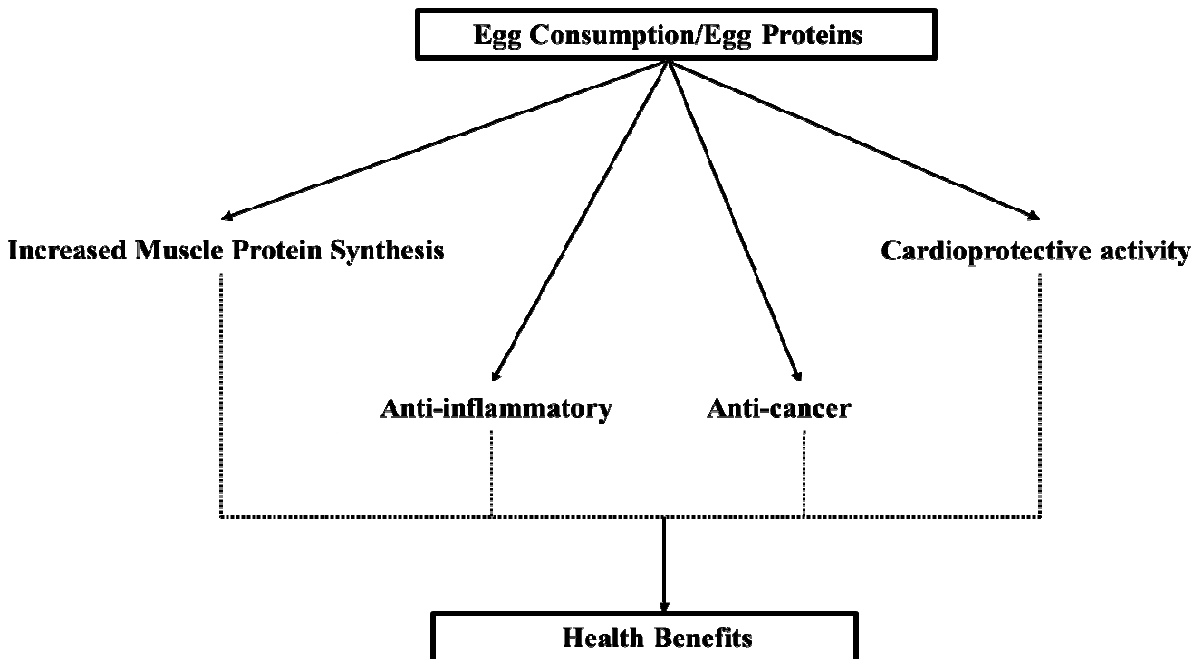 Egg Consumption/Egg Proteins
Increased Muscle Protein Synthesis
Cardioprotective activity
Anti-inflammatory
Anti-cancer
Health Benefits